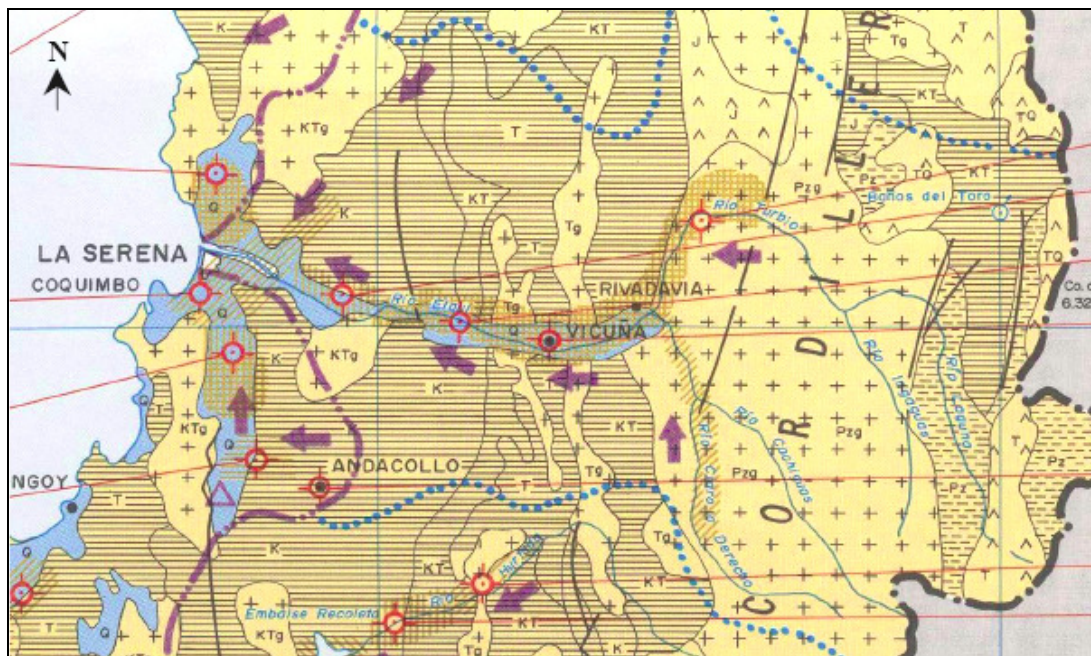 N
LA SERENA
COQUIMBO
NGOY
ANDACOLLO
VICUÑA
RIVADAVIA
Río Elqui
Río Turbio
Baños del Toro
Río Ingaguas
Río Laguna
Río Cochiguas
Río Claro o Derecho
Río Hurtado
Embalse Recoleta
CORDILLER
Co. d
6.32
K
KT
KTg
T
Tg
J
Pz
Pzg
TQ
Q